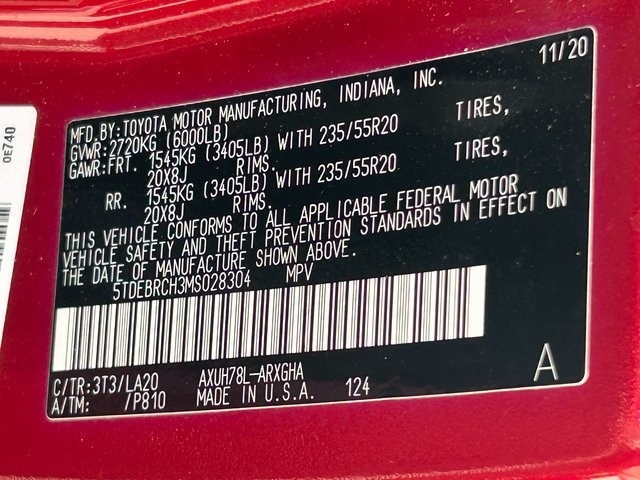 11/20
MFD.BY:TOYOTA MOTOR MANUFACTURING, INDIANA, INC.
GVWR:2720KG (6000LB)
GAWR:FRT. 1545KG (3405LB) WITH 235/55R20 TIRES,
20X8J RIMS.
RR. 1545KG (3405LB) WITH 235/55R20 TIRES,
20X8J RIMS.
THIS VEHICLE CONFORMS TO ALL APPLICABLE FEDERAL MOTOR
VEHICLE SAFETY AND THEFT PREVENTION STANDARDS IN EFFECT ON
THE DATE OF MANUFACTURE SHOWN ABOVE.
5TDEBRCH3MS028304 MPV
C/TR:3T3/LA20 AXUH78L-ARXGHA
A/TM: /P810 MADE IN U.S.A. 124
A
0E740